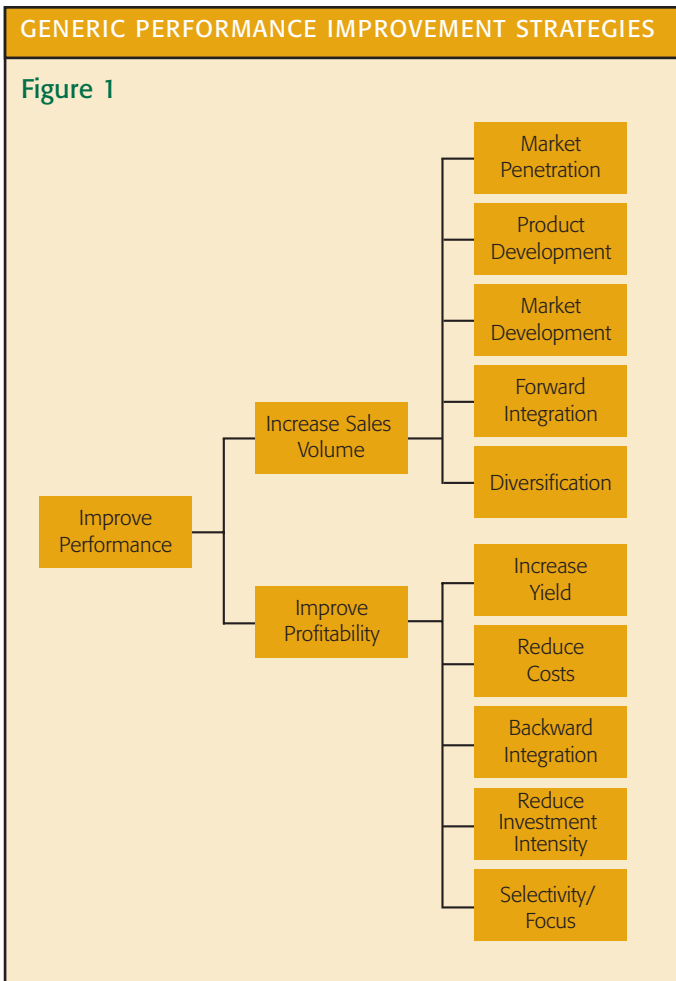 GENERIC PERFORMANCE IMPROVEMENT STRATEGIES
Figure 1
Market
Penetration
Product
Development
Market
Development
Forward
Integration
Increase Sales
Volume
Diversification
Improve
Performance
Increase
Yield
Improve
Profitability
Reduce
Costs
Backward
Integration
Reduce
Investment
Intensity
Selectivity/
Focus